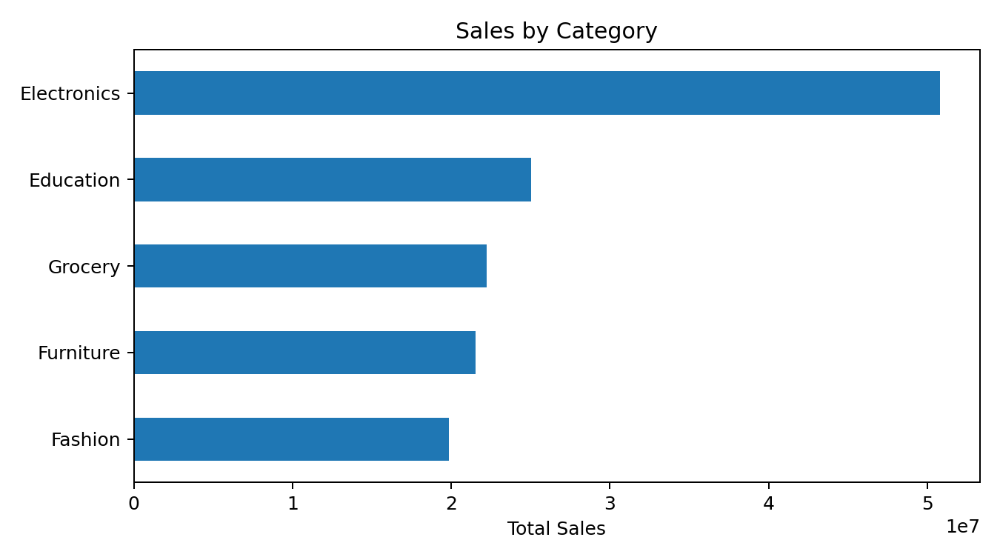 Sales by Category
Electronics
Education
Grocery
Furniture
Fashion
0 1 2 3 4 5
1e7
Total Sales